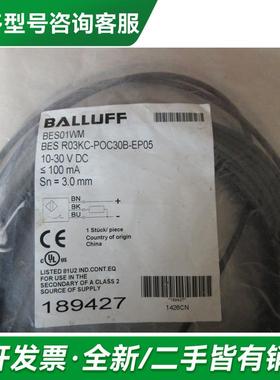 多型号咨询客服
BALLUFF
BES01WM
BES R03KC-POC30B-EP05
10-30 V DC
≤ 100 mA
Sn = 3.0 mm
BN
BK
BU
1 Stück/ piece
Country of origin
China
LISTED 81U2 IND.CONT.EQ
FOR USE IN THE
SECONDARY OF A CLASS 2
SOURCE OF SUPPLY
189427
189427
1426CN
开发票·全新/二手皆有销